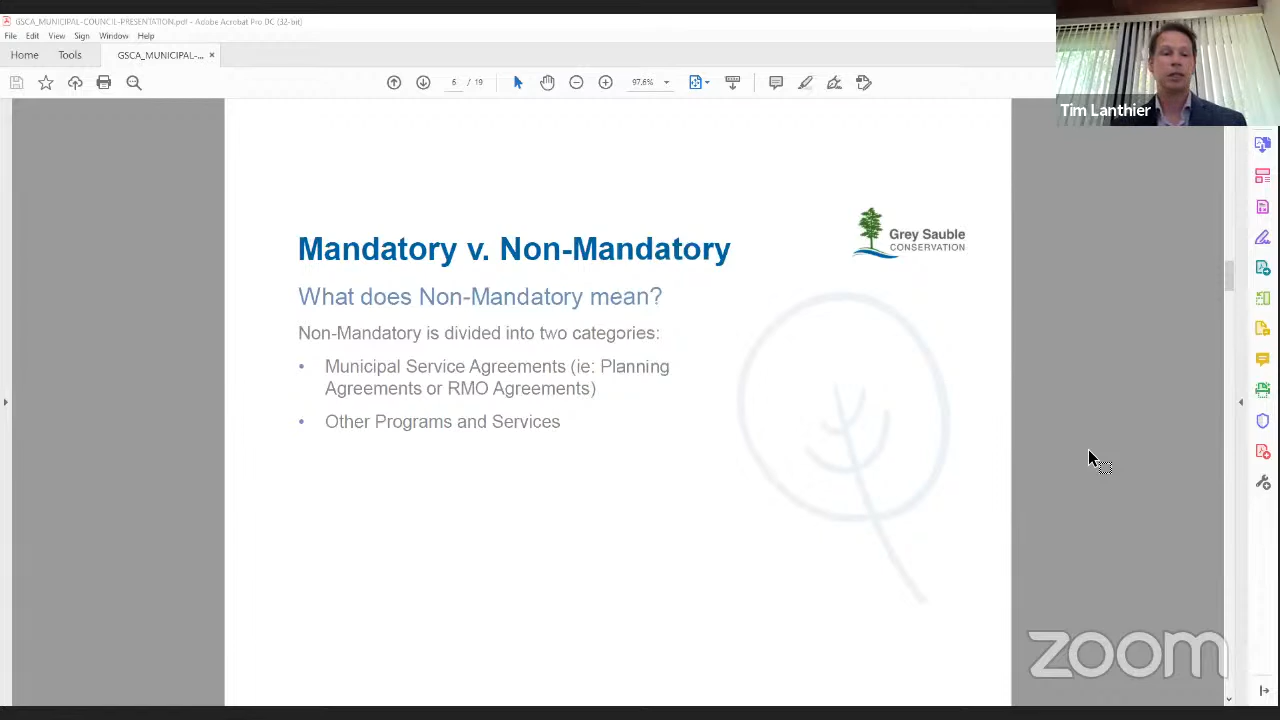 GSCA_MUNICIPAL-COUNCIL-PRESENTATION.pdf - Adobe Acrobat Pro DC (32-bit)
File Edit View Sign Window Help
Home Tools GSCA_MUNICIPAL-... ×
6 / 19 97.6%
Tim Lanthier
Grey Sauble
CONSERVATION
Mandatory v. Non-Mandatory
What does Non-Mandatory mean?
Non-Mandatory is divided into two categories:
• Municipal Service Agreements (ie: Planning
Agreements or RMO Agreements)
• Other Programs and Services
zoom